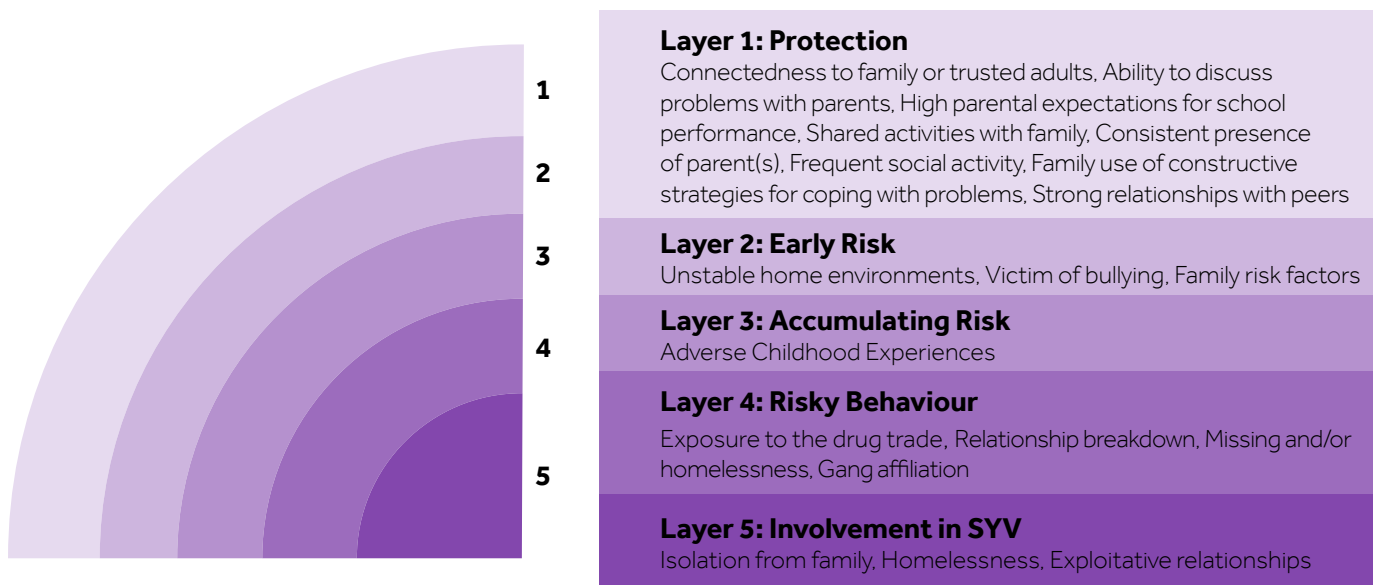 1
2
3
4
5
Layer 1: Protection
Connectedness to family or trusted adults, Ability to discuss
problems with parents, High parental expectations for school
performance, Shared activities with family, Consistent presence
of parent(s), Frequent social activity, Family use of constructive
strategies for coping with problems, Strong relationships with peers
Layer 2: Early Risk
Unstable home environments, Victim of bullying, Family risk factors
Layer 3: Accumulating Risk
Adverse Childhood Experiences
Layer 4: Risky Behaviour
Exposure to the drug trade, Relationship breakdown, Missing and/or
homelessness, Gang affiliation
Layer 5: Involvement in SYV
Isolation from family, Homelessness, Exploitative relationships